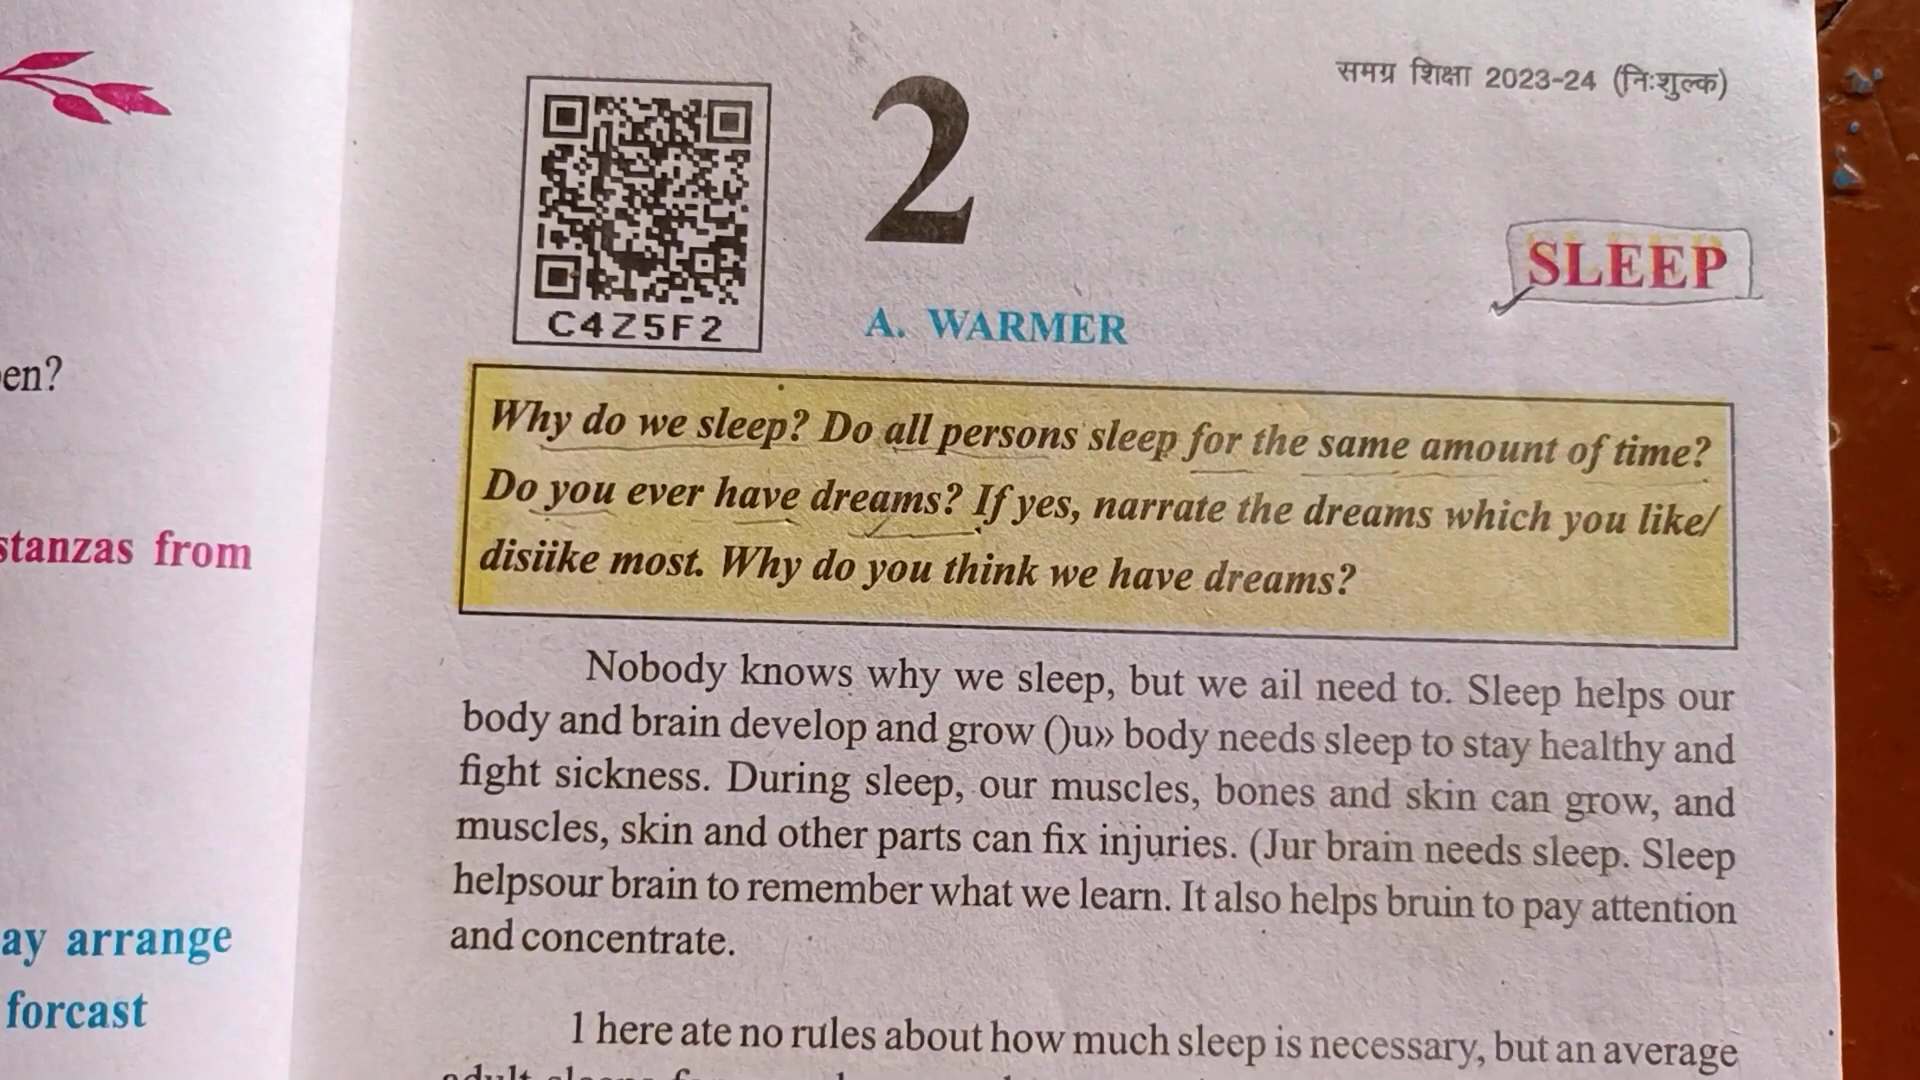 समग्र शिक्षा 2023-24 (निःशुल्क)
2
SLEEP
C4Z5F2
A. WARMER
Why do we sleep? Do all persons sleep for the same amount of time?
Do you ever have dreams? If yes, narrate the dreams which you like/
disiike most. Why do you think we have dreams?
Nobody knows why we sleep, but we ail need to. Sleep helps our
body and brain develop and grow ()u» body needs sleep to stay healthy and
fight sickness. During sleep, our muscles, bones and skin can grow, and
muscles, skin and other parts can fix injuries. (Jur brain needs sleep. Sleep
helpsour brain to remember what we learn. It also helps bruin to pay attention
and concentrate.
1 here ate no rules about how much sleep is necessary, but an average
en?
stanzas from
ay arrange
forcast